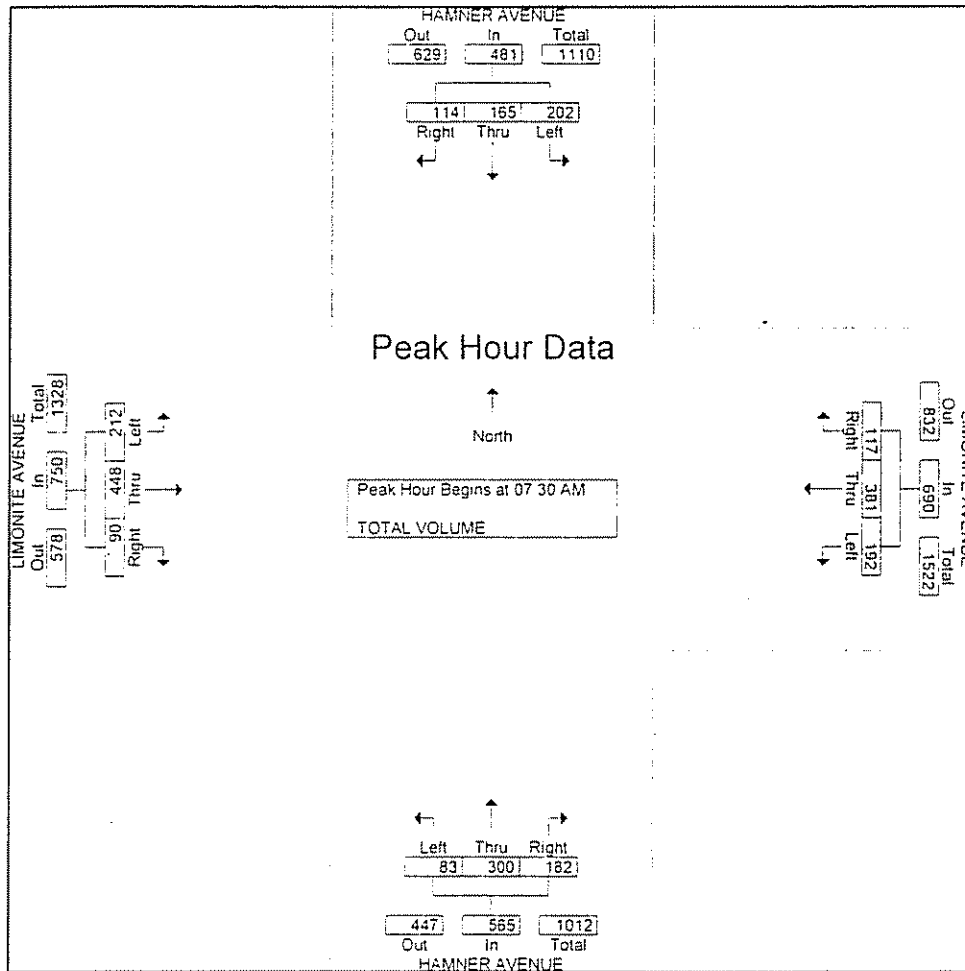 HAMNER AVENUE
Out In Total
629 481 1110
114 165 202
Right Thru Left
Peak Hour Data
North
Peak Hour Begins at 07 30 AM
TOTAL VOLUME
LIMONITE AVENUE
Out In Total
578 750 1328
90 448 212
Right Thru Left
Right Thru Left
117 381 192
832 690 1522
Out In Total
LIMONITE AVENUE
Left Thru Right
83 300 182
447 565 1012
Out In Total
HAMNER AVENUE